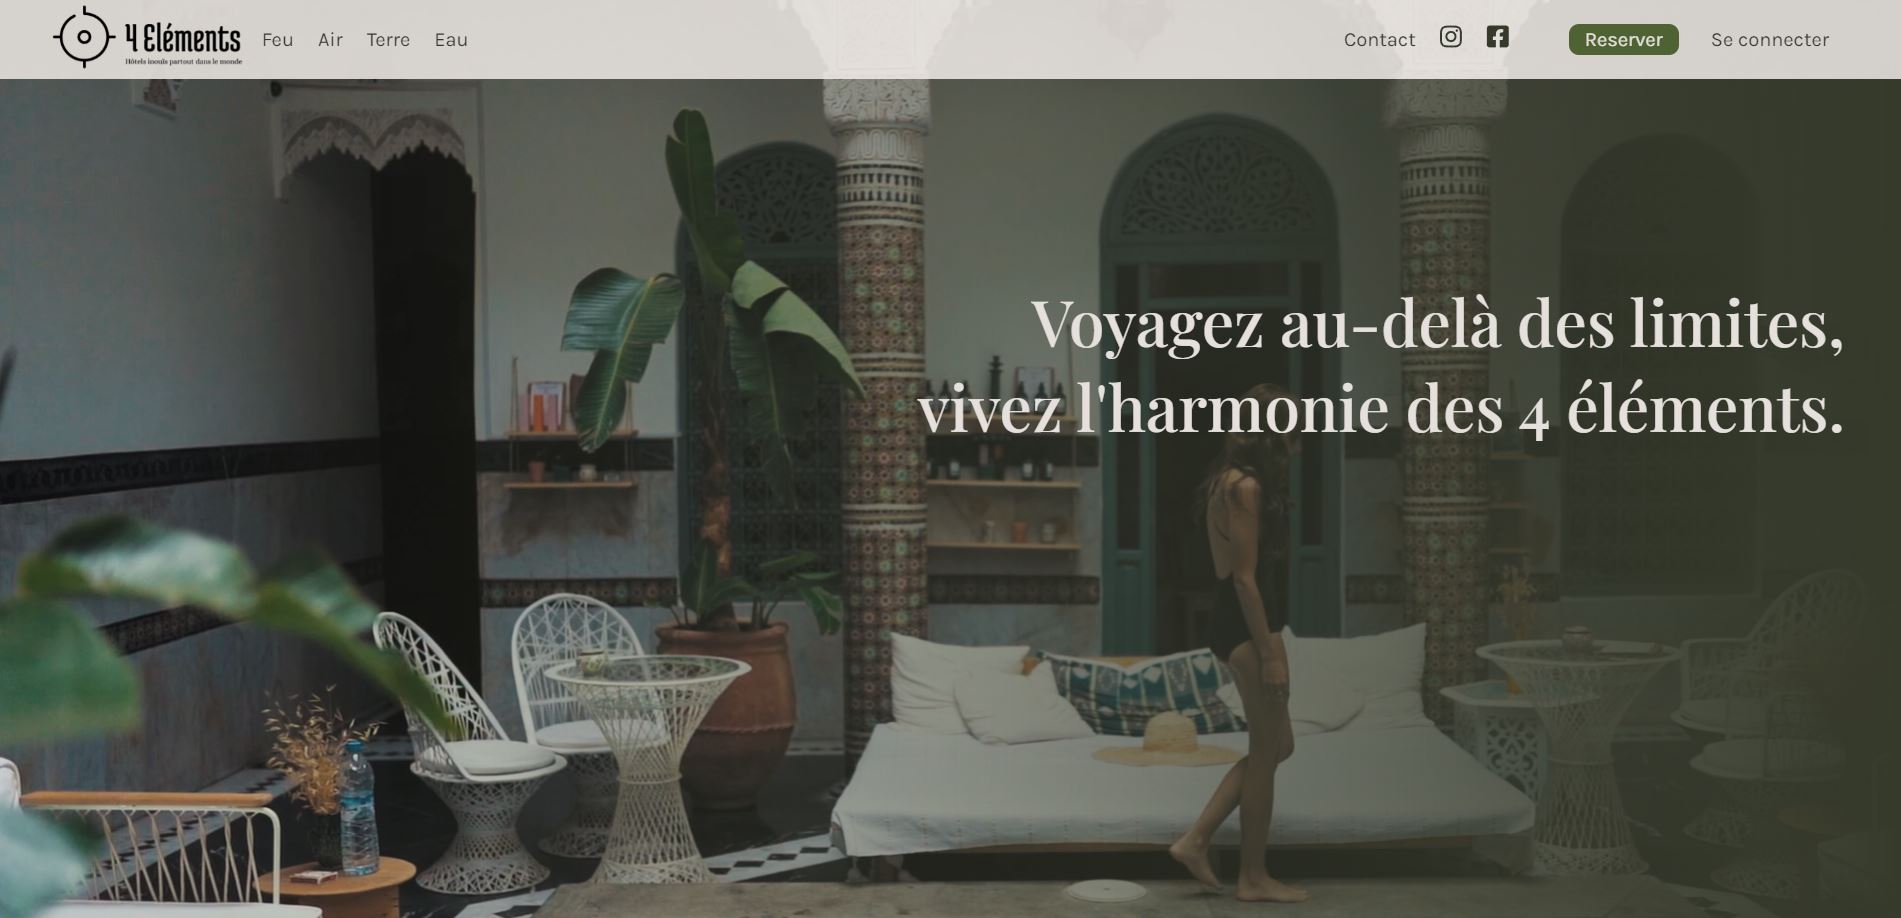 4 Eléments
Hôtels inouïs partout dans le monde
Feu Air Terre Eau
Contact Reserver Se connecter
Voyagez au-delà des limites,
vivez l'harmonie des 4 éléments.